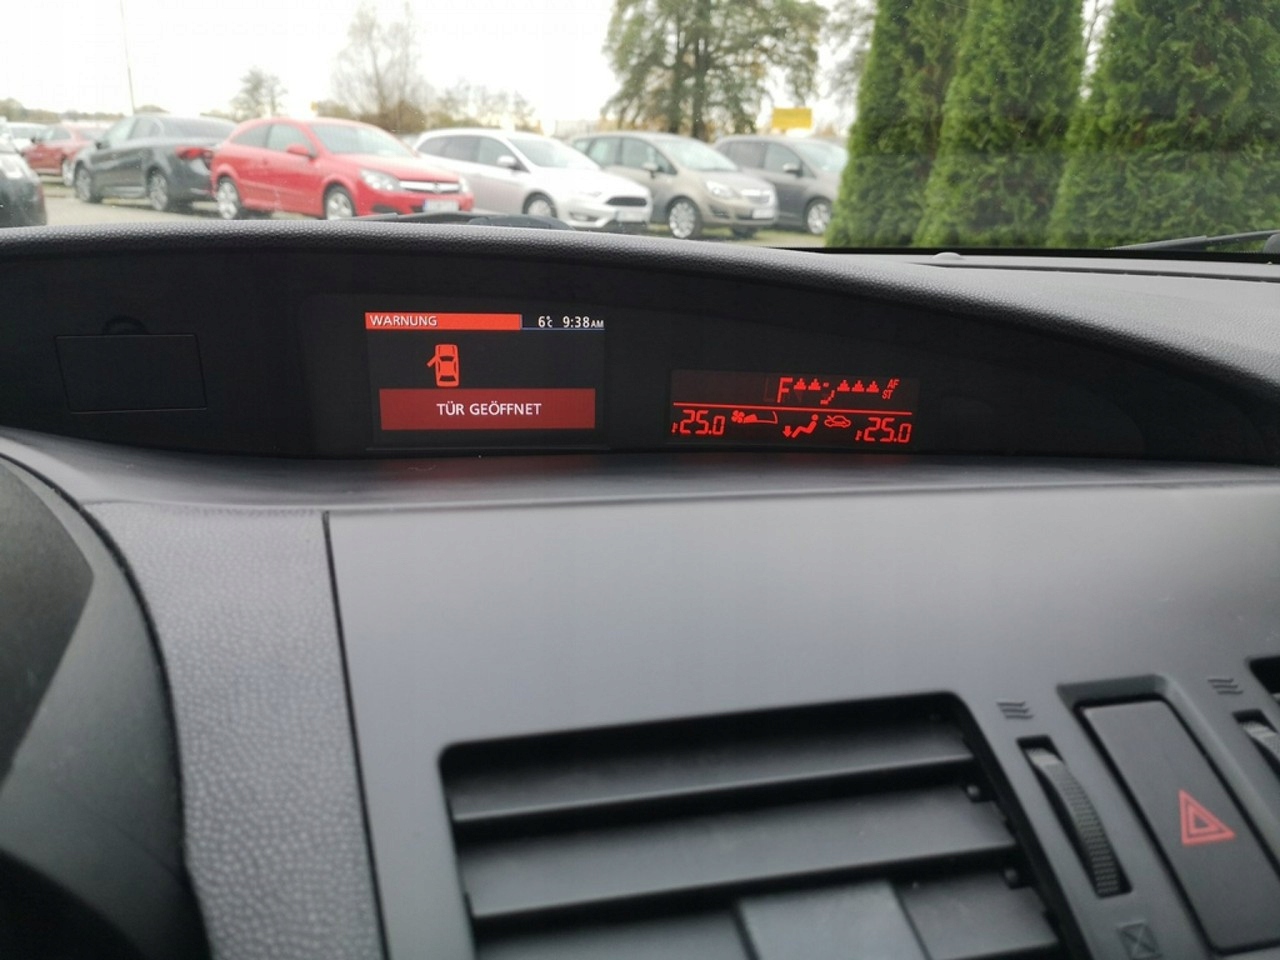 WARNUNG 6°C 9:38AM
TÜR GEÖFFNET
AF
ST
25.0 25.0